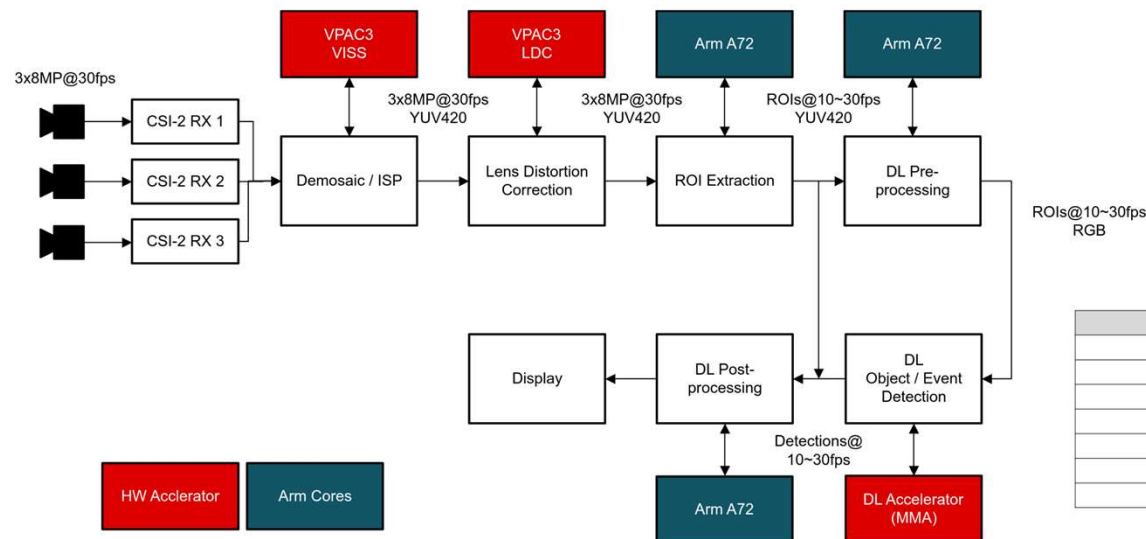 VPAC3
VISS
VPAC3
LDC
Arm A72
Arm A72
3x8MP@30fps
3x8MP@30fps
YUV420
3x8MP@30fps
YUV420
ROIs@10~30fps
YUV420
CSI-2 RX 1
CSI-2 RX 2
CSI-2 RX 3
Demosaic / ISP
Lens Distortion
Correction
ROI Extraction
DL Pre-
processing
ROIs@10~30fps
RGB
Display
DL Post-
processing
DL
Object / Event
Detection
Detections@
10~30fps
HW Acclerator
Arm Cores
Arm A72
DL Accelerator
(MMA)